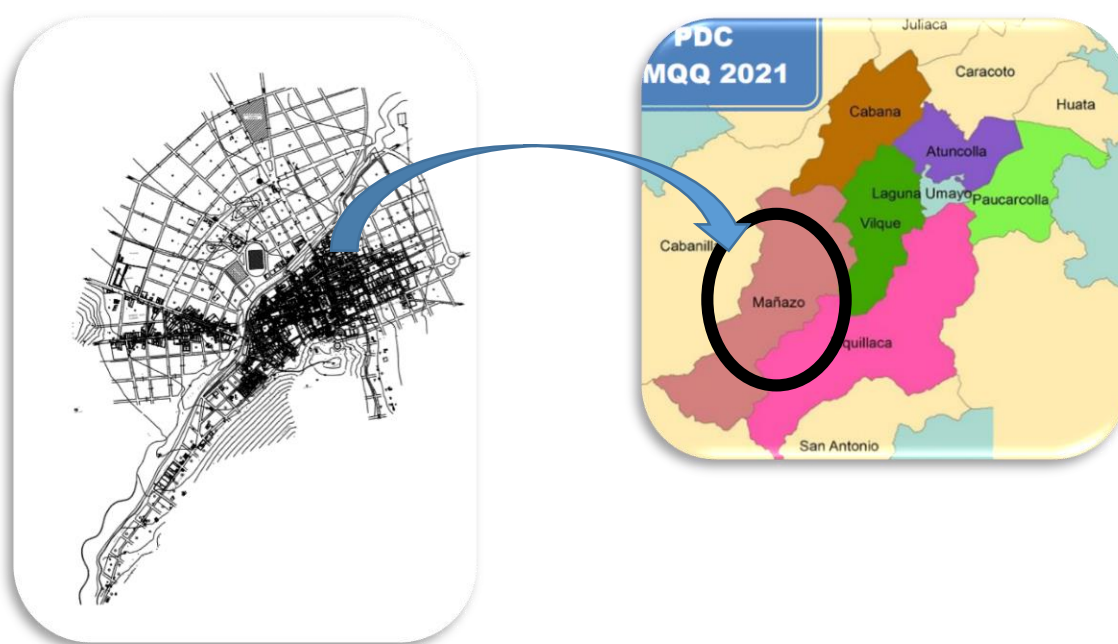 PDC
MQQ 2021
Juliaca
Caracoto
Huata
Cabana
Atuncolla
Laguna Umayo
Paucarcolla
Vilque
Cabanill
Mañazo
quillaca
San Antonio